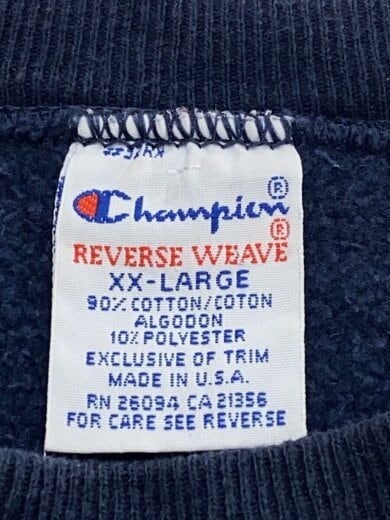 Champion®
®
REVERSE WEAVE
XX-LARGE
90% COTTON/COTON
ALGODON
10% POLYESTER
EXCLUSIVE OF TRIM
MADE IN U.S.A.
RN 26094 CA 21356
FOR CARE SEE REVERSE